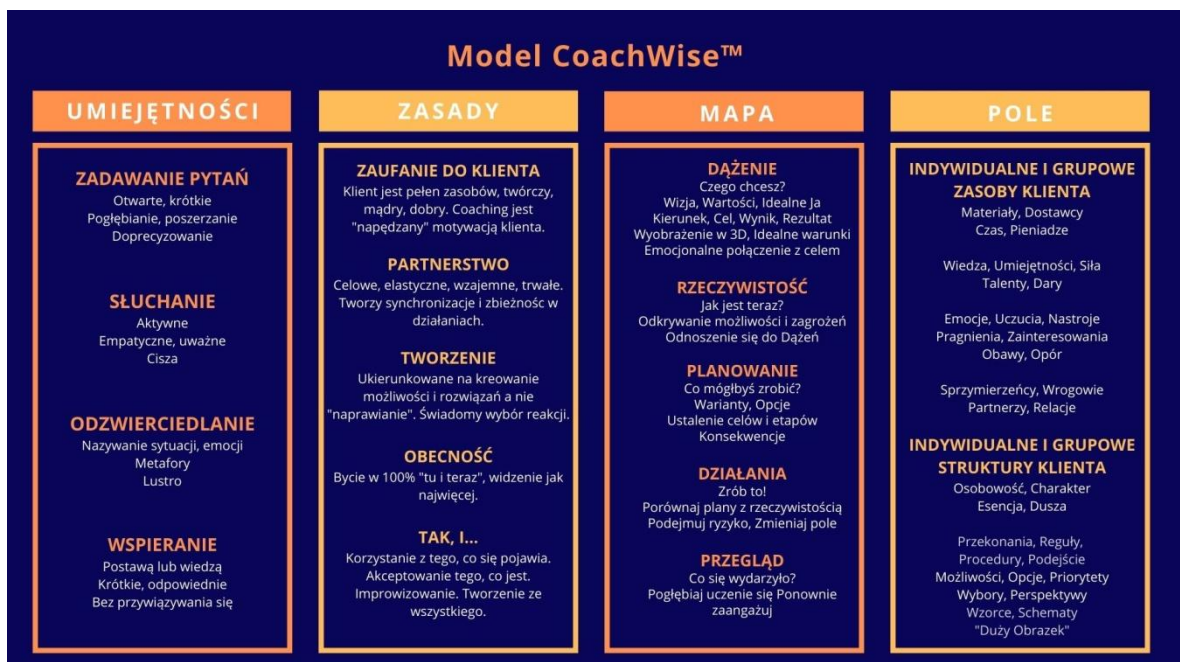 Model CoachWise™
UMIEJĘTNOŚCI
ZADAWANIE PYTAŃ
Otwarte, krótkie
Pogłębianie, poszerzanie
Doprecyzowanie
SŁUCHANIE
Aktywne
Empatyczne, uważne
Cisza
ODZWIERCIEDLANIE
Nazywanie sytuacji, emocji
Metafory
Lustro
WSPIERANIE
Postawą lub wiedzą
Krótkie, odpowiednie
Bez przywiązywania się
ZASADY
ZAUFANIE DO KLIENTA
Klient jest pełen zasobów, twórczy,
mądry, dobry. Coaching jest
"napędzany" motywacją klienta.
PARTNERSTWO
Celowe, elastyczne, wzajemne, trwałe.
Tworzy synchronizacje i zbieżnośc w
działaniach.
TWORZENIE
Ukierunkowane na kreowanie
możliwości i rozwiązań a nie
"naprawianie". Świadomy wybór reakcji.
OBECNOŚĆ
Bycie w 100% "tu i teraz", widzenie jak
najwięcej.
TAK, I...
Korzystanie z tego, co się pojawia.
Akceptowanie tego, co jest.
Improwizowanie. Tworzenie ze
wszystkiego.
MAPA
DĄŻENIE
Czego chcesz?
Wizja, Wartości, Idealne Ja
Kierunek, Cel, Wynik, Rezultat
Wyobrażenie w 3D, Idealne warunki
Emocjonalne połączenie z celem
RZECZYWISTOŚĆ
Jak jest teraz?
Odkrywanie możliwości i zagrożeń
Odnoszenie się do Dążeń
PLANOWANIE
Co mógłbyś zrobić?
Warianty, Opcje
Ustalenie celów i etapów
Konsekwencje
DZIAŁANIA
Zrób to!
Porównaj plany z rzeczywistością
Podejmuj ryzyko, Zmieniaj pole
PRZEGLĄD
Co się wydarzyło?
Pogłębiaj uczenie się Ponownie
zaangażuj
POLE
INDYWIDUALNE I GRUPOWE
ZASOBY KLIENTA
Materiały, Dostawcy
Czas, Pieniadze
Wiedza, Umiejętności, Siła
Talenty, Dary
Emocje, Uczucia, Nastroje
Pragnienia, Zainteresowania
Obawy, Opór
Sprzymierzeńcy, Wrogowie
Partnerzy, Relacje
INDYWIDUALNE I GRUPOWE
STRUKTURY KLIENTA
Osobowość, Charakter
Esencja, Dusza
Przekonania, Reguły,
Procedury, Podejście
Możliwości, Opcje, Priorytety
Wybory, Perspektywy
Wzorce, Schematy
"Duży Obrazek"